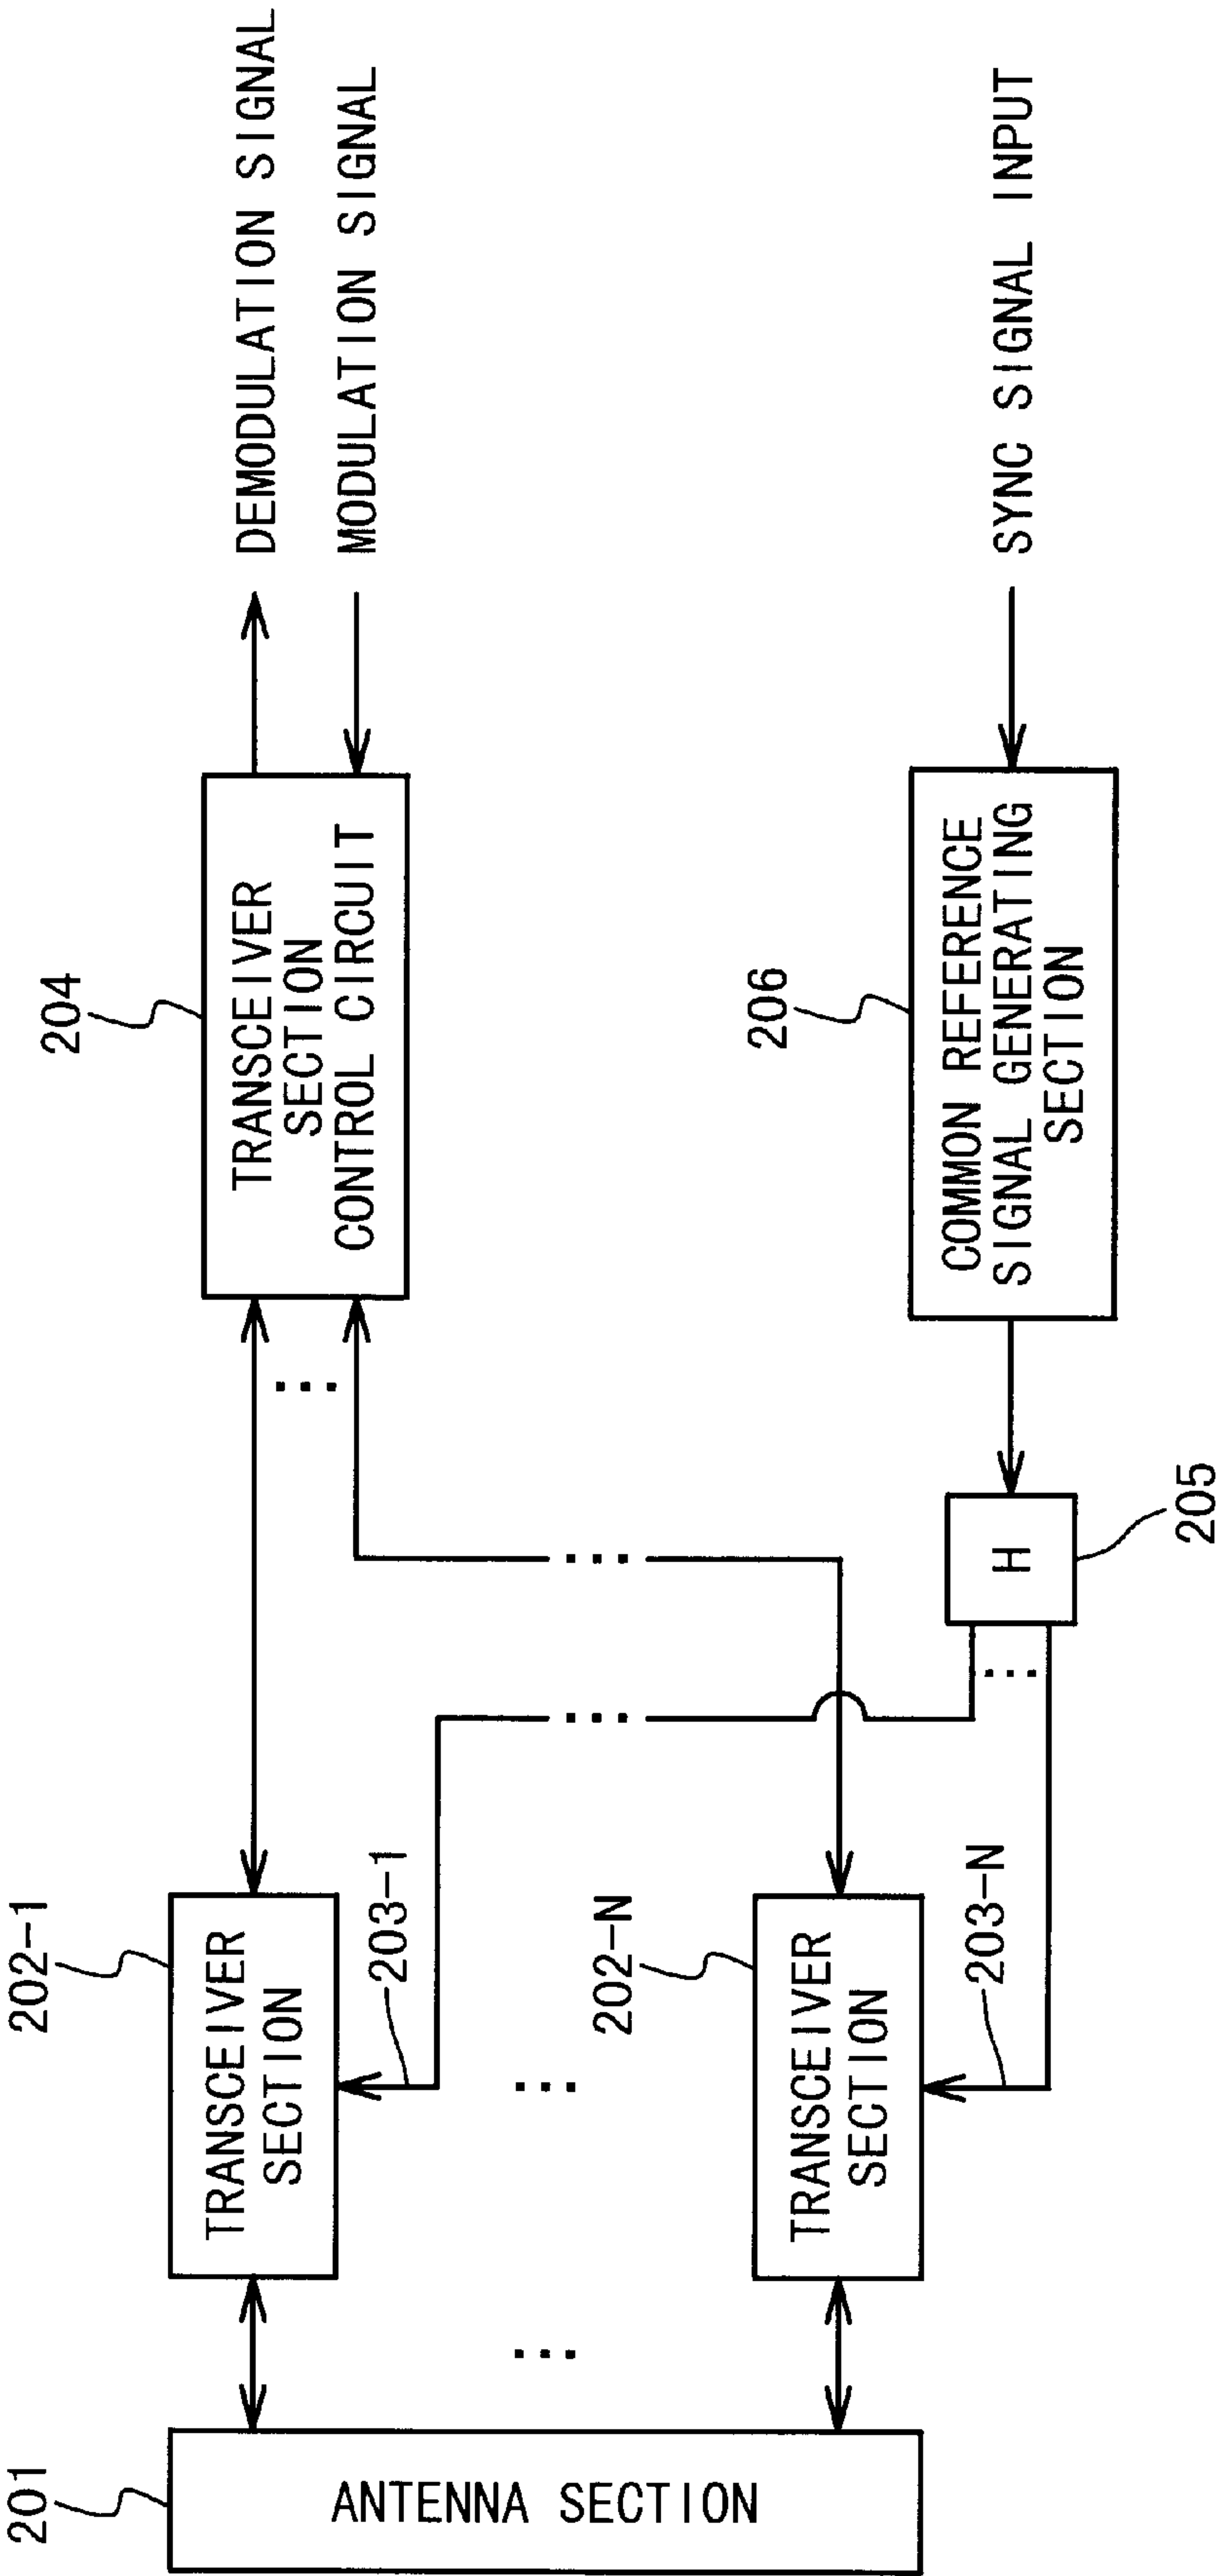 201
ANTENNA SECTION
202-1
TRANSCEIVER
SECTION
203-1
202-N
TRANSCEIVER
SECTION
203-N
204
TRANSCEIVER
SECTION
CONTROL CIRCUIT
DEMODULATION SIGNAL
MODULATION SIGNAL
H
205
206
COMMON REFERENCE
SIGNAL GENERATING
SECTION
SYNC SIGNAL INPUT